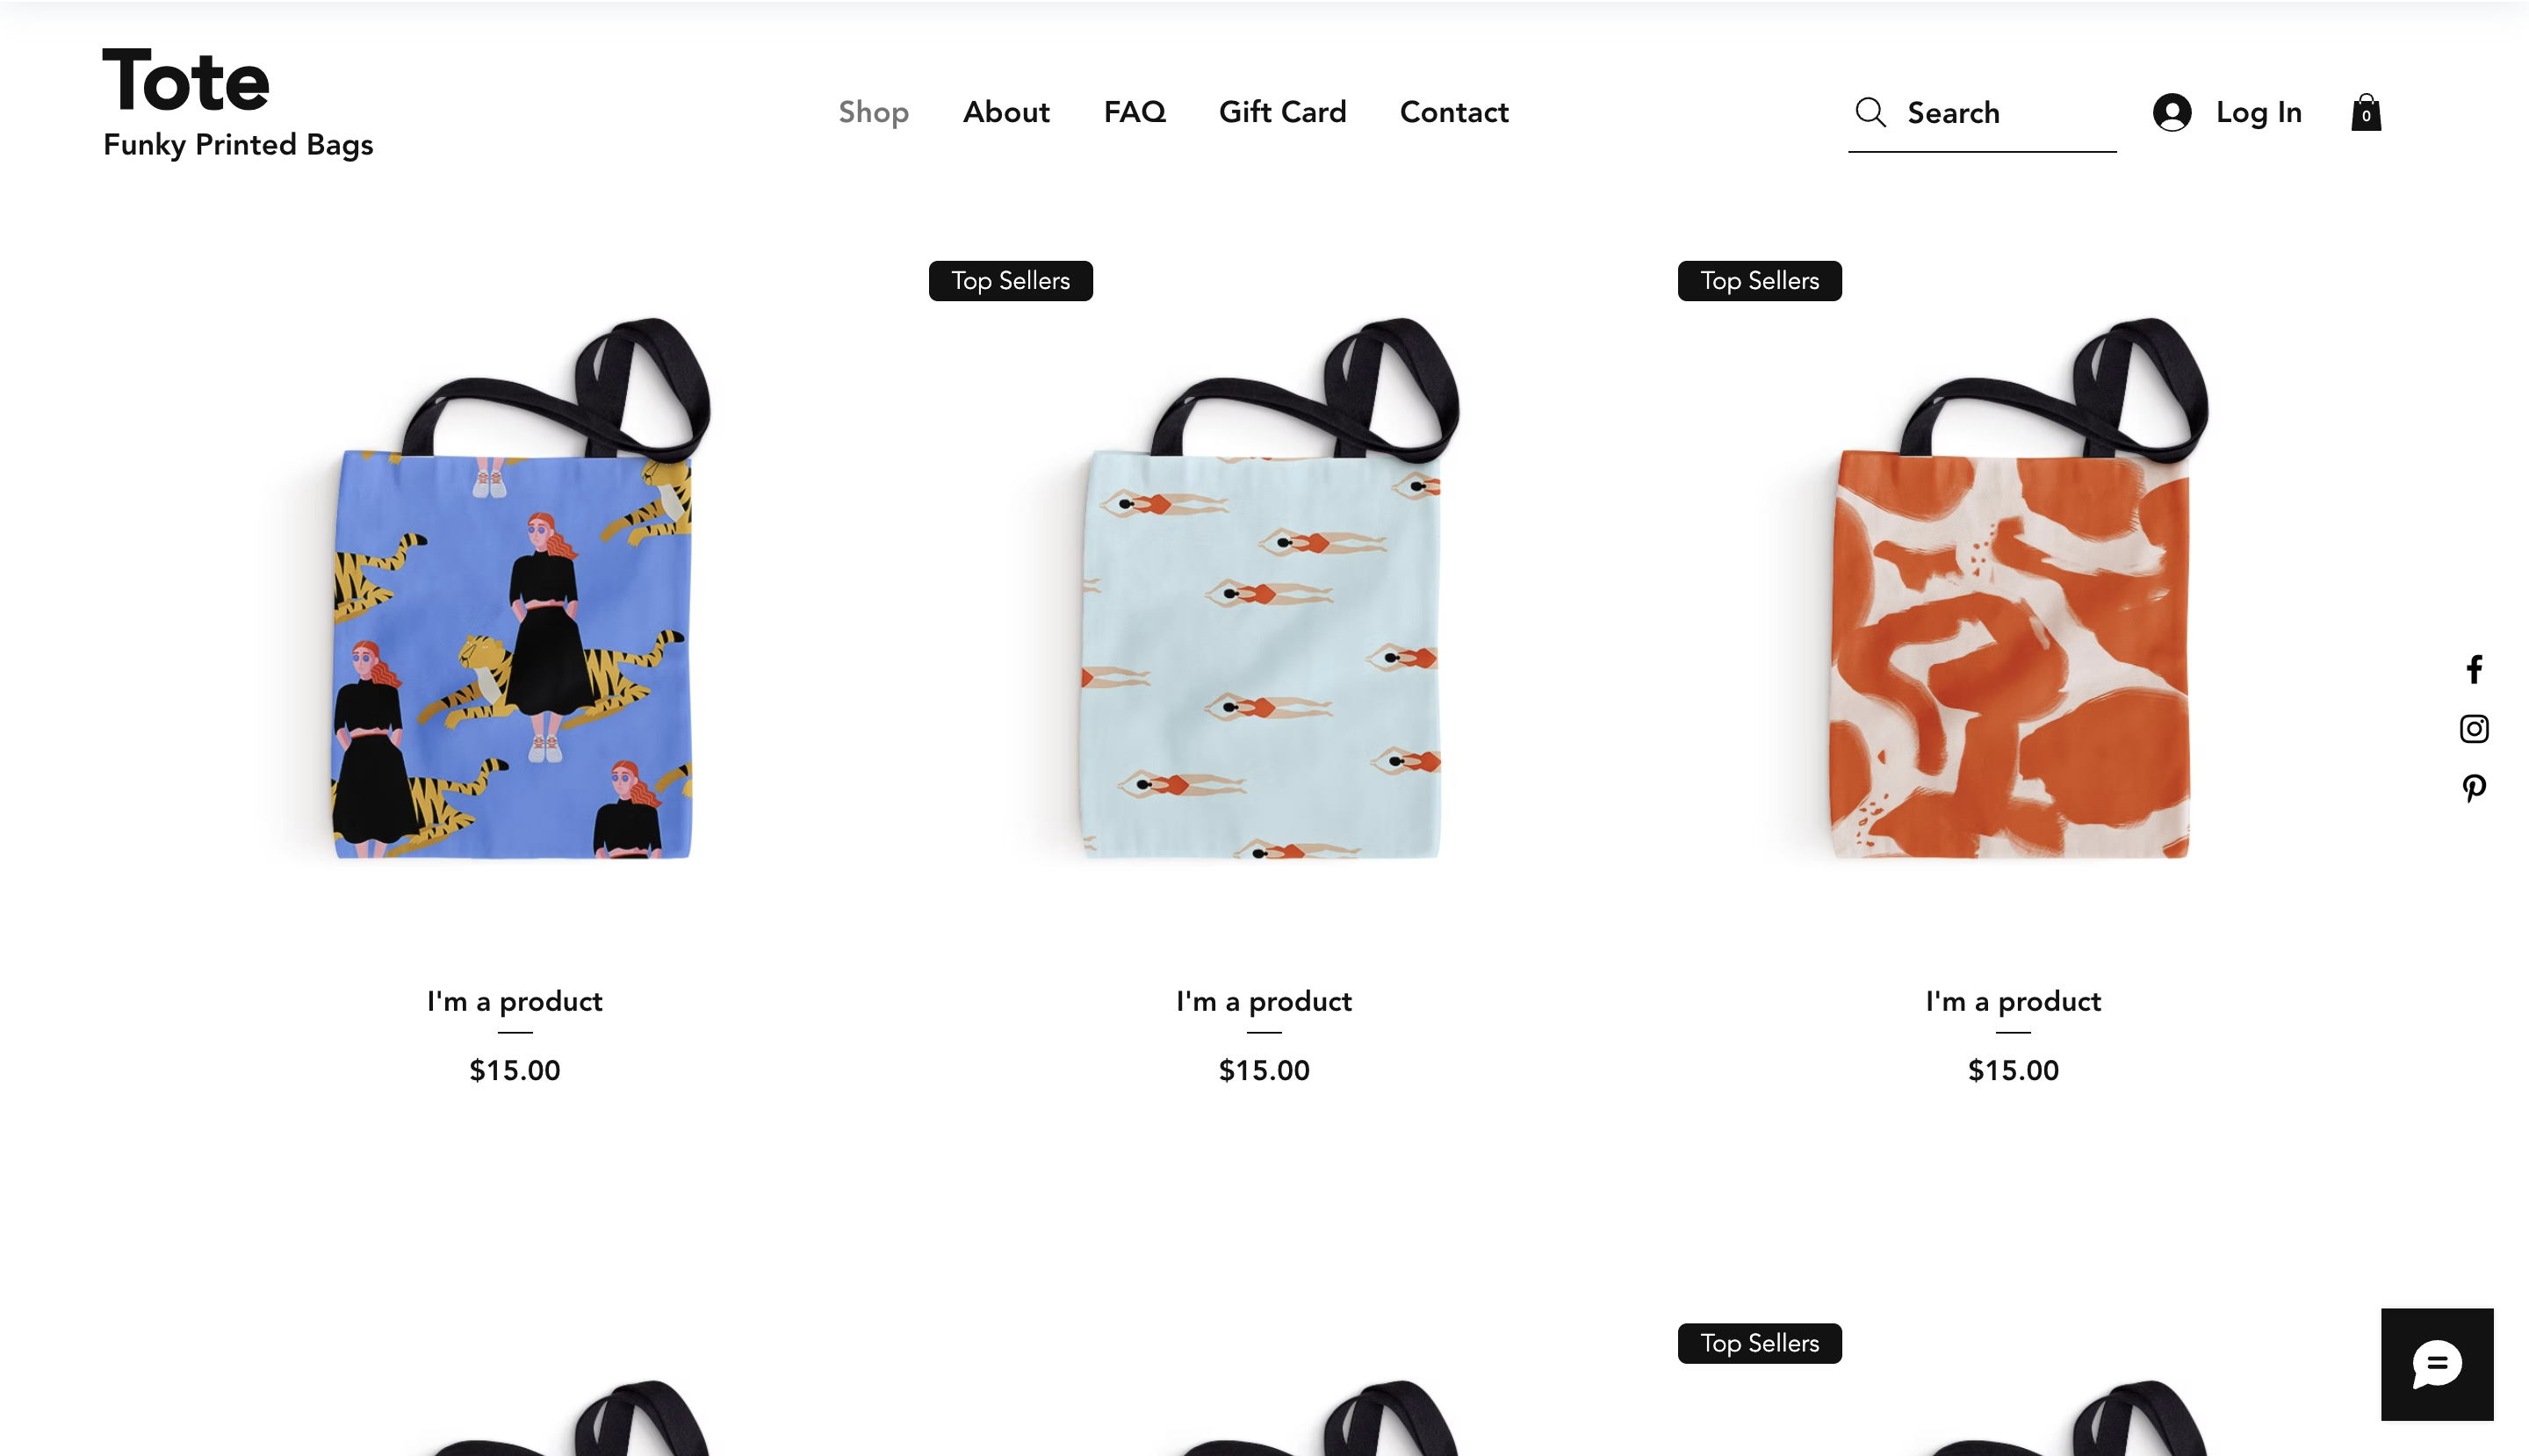 Tote
Funky Printed Bags
Shop About FAQ Gift Card Contact
Search
Log In
0
Top Sellers
Top Sellers
I'm a product
$15.00
I'm a product
$15.00
I'm a product
$15.00
Top Sellers